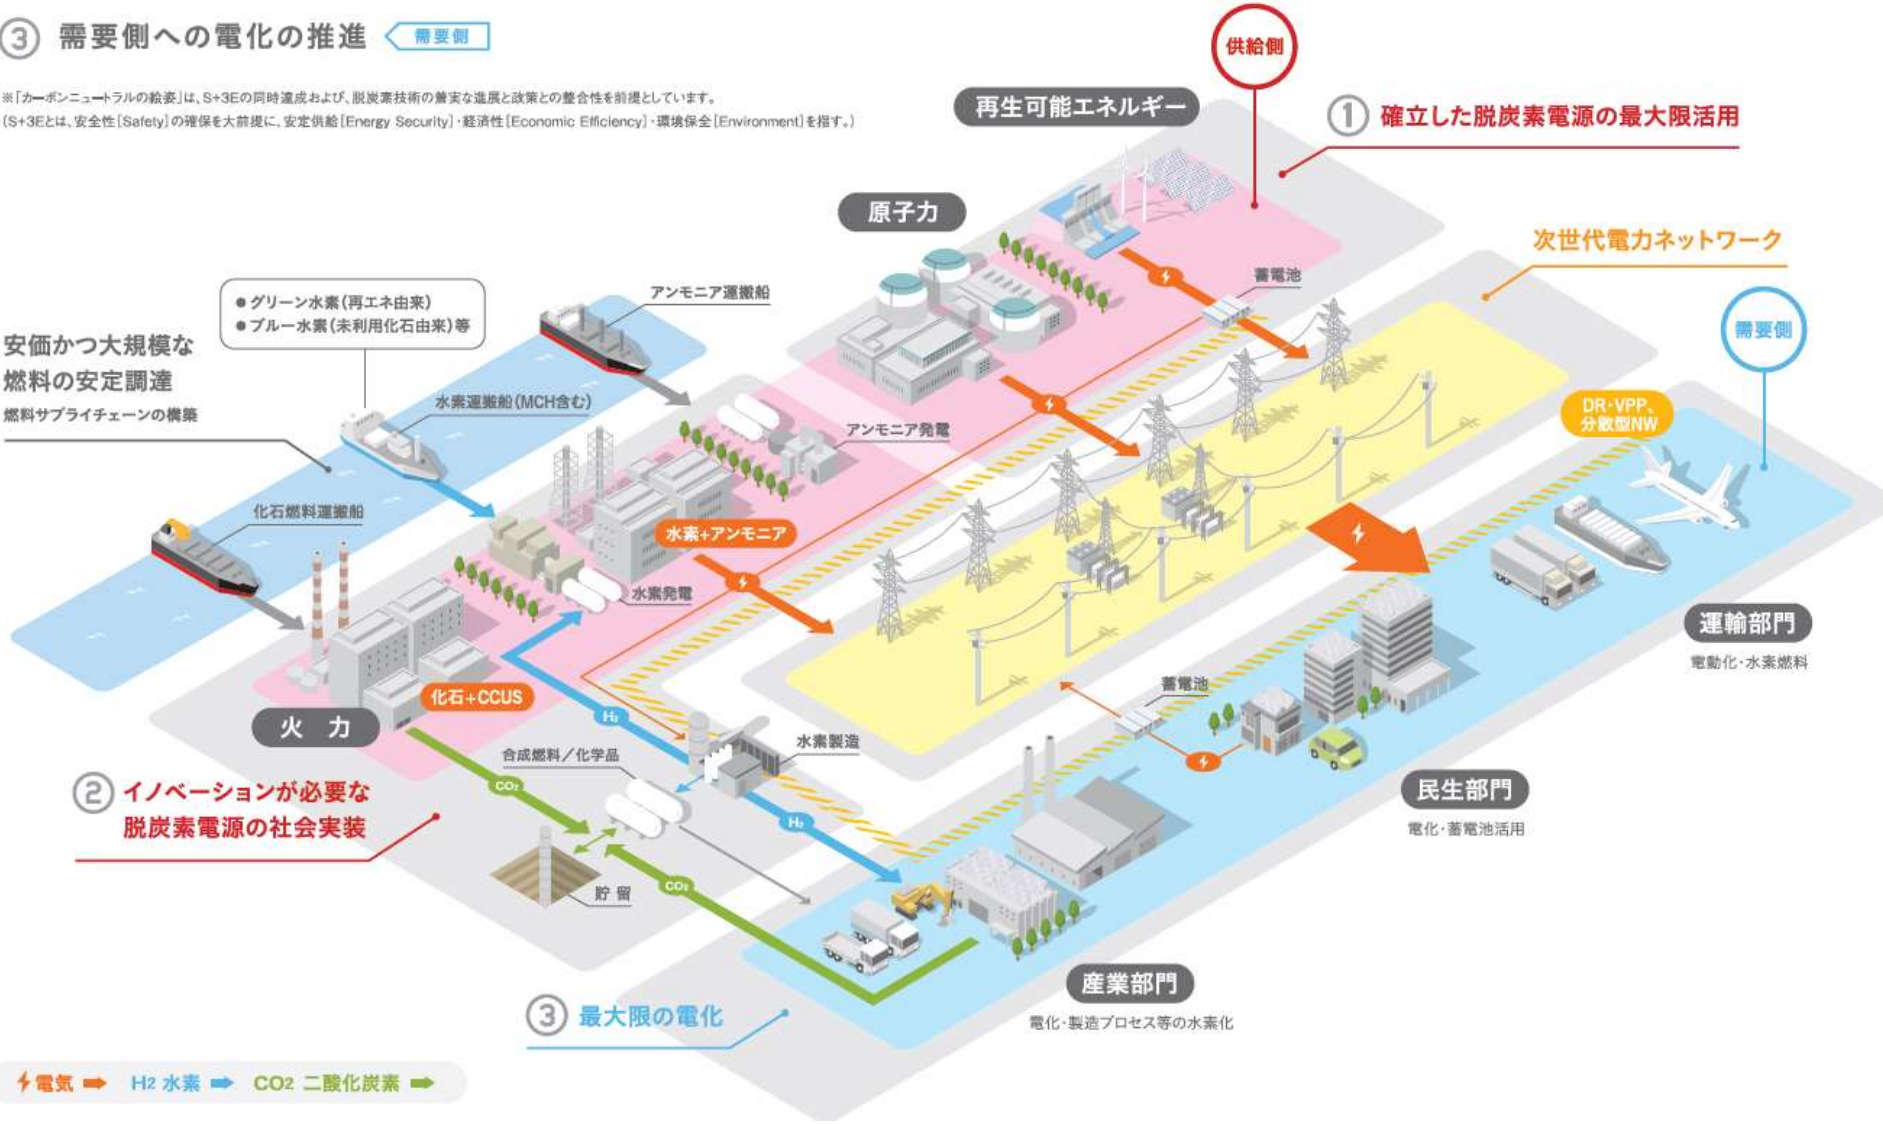 ③ 需要側への電化の推進 需要側
※「カーボンニュートラルの絵姿」は、S+3Eの同時達成および、脱炭素技術の着実な進展と政策との整合性を前提としています。
(S+3Eとは、安全性[Safety]の確保を大前提に、安定供給[Energy Security]・経済性[Economic Efficiency]・環境保全[Environment]を指す。)
供給側
再生可能エネルギー
① 確立した脱炭素電源の最大限活用
原子力
次世代電力ネットワーク
蓄電池
アンモニア運搬船
●グリーン水素(再エネ由来)
●ブルー水素(未利用化石由来)等
需要側
安価かつ大規模な
燃料の安定調達
燃料サプライチェーンの構築
水素運搬船(MCH含む)
アンモニア発電
DR・VPP、
分散型NW
化石燃料運搬船
水素+アンモニア
水素発電
運輸部門
電動化・水素燃料
化石+CCUS
火 力
蓄電池
H₂
合成燃料／化学品
水素製造
② イノベーションが必要な
脱炭素電源の社会実装
CO₂
民生部門
電化・蓄電池活用
H₂
CO₂
貯 留
産業部門
電化・製造プロセス等の水素化
③ 最大限の電化
電気 H2 水素 CO2 二酸化炭素